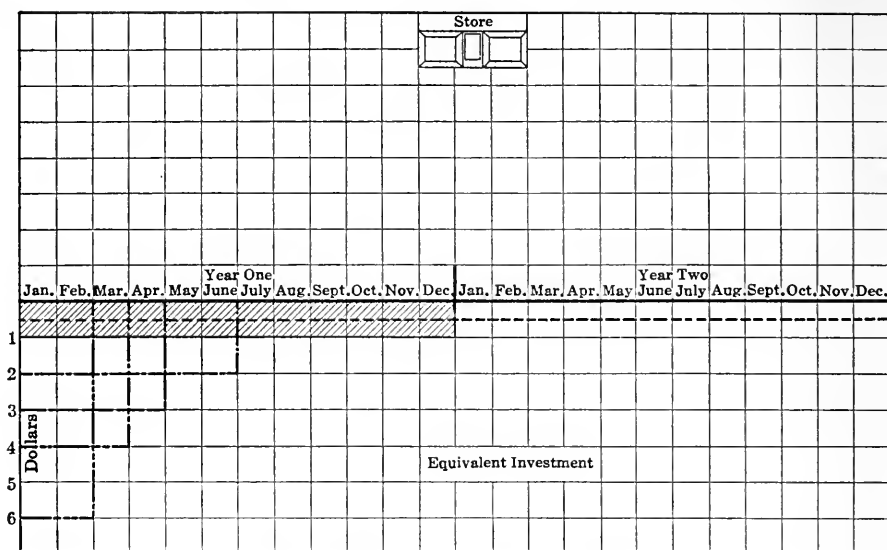 Store
Year One
Year Two
Jan. Feb. Mar. Apr. May June July Aug. Sept. Oct. Nov. Dec. Jan. Feb. Mar. Apr. May June July Aug. Sept. Oct. Nov. Dec.
1
2
3
Dollars
4
Equivalent Investment
5
6